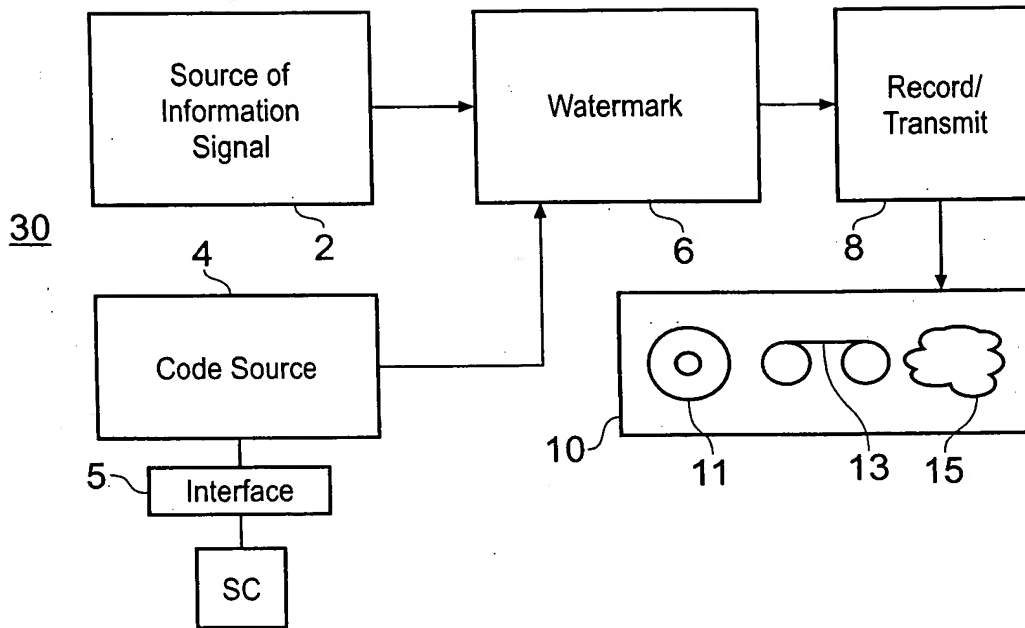 Source of
Information
Signal
Watermark
Record/
Transmit
30
2
6
8
4
Code Source
5
Interface
SC
10
11
13
15